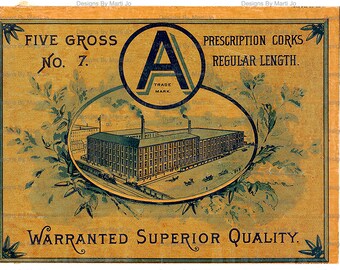 Designs By Marti Jo
Designs By Marti Jo
FIVE GROSS
No. 7.
A
TRADE
MARK
PRESCRIPTION CORKS
REGULAR LENGTH.
WARRANTED SUPERIOR QUALITY.